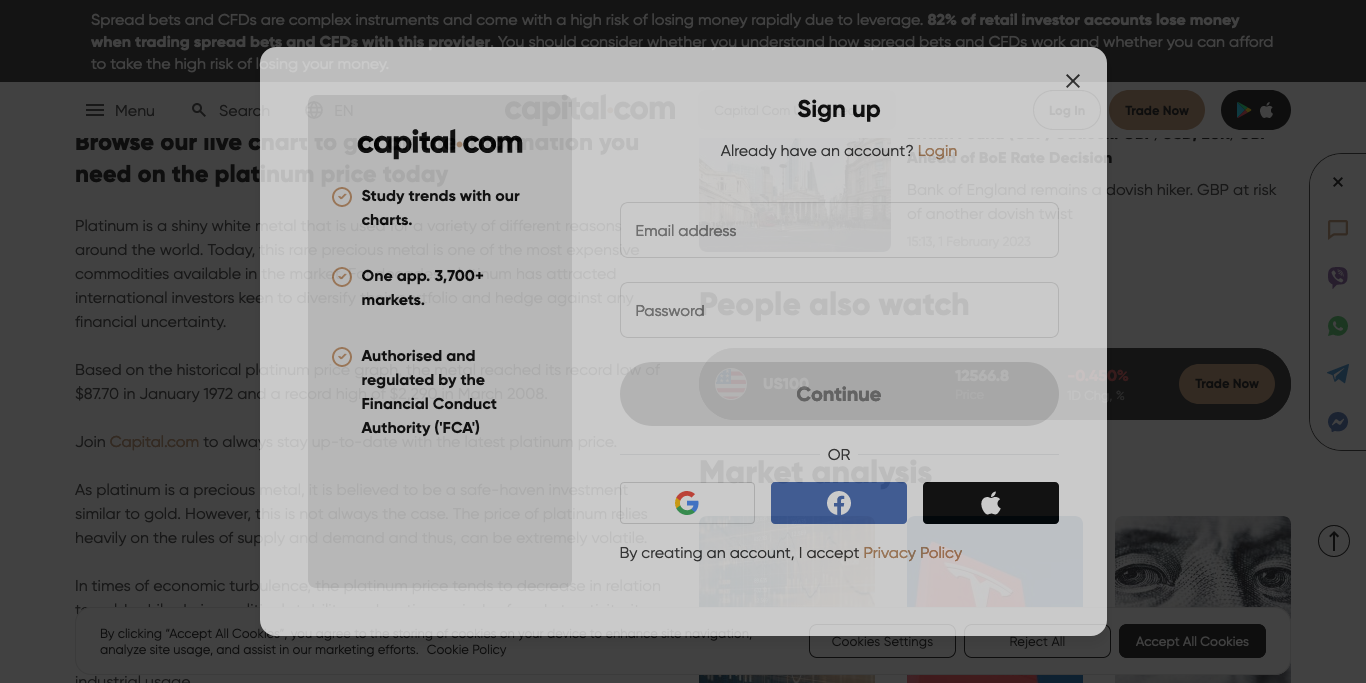 Spread bets and CFDs are complex instruments and come with a high risk of losing money rapidly due to leverage. 82% of retail investor accounts lose money
when trading spread bets and CFDs with this provider. You should consider whether you understand how spread bets and CFDs work and whether you can afford
to take the high risk of losing your money.
Menu
Search
EN
capital.com
Capital Com
Log In
Trade Now
Sign up
Already have an account? Login
Email address
Password
Continue
OR
By creating an account, I accept Privacy Policy
capital.com
Study trends with our
charts.
One app. 3,700+
markets.
Authorised and
regulated by the
Financial Conduct
Authority ('FCA')
need on the platinum price today
Platinum is a shiny white metal that is used for a variety of different reasons
around the world. Today, this rare precious metal is one of the most expensive
commodities available in the market. platinum has attracted
international investors keen to diversify portfolio and hedge against any
financial uncertainty.
Based on the historical platinum price graph, the metal reached its record low of
$87.70 in January 1972 and a record high of $2,290 in March 2008.
Join Capital.com to always stay up-to-date with the latest platinum price.
As platinum is a precious metal, it is believed to be a safe-haven investment
similar to gold. However, this is not always the case. The price of platinum relies
heavily on the rules of supply and demand and thus, can be extremely volatile.
In times of economic turbulence, the platinum price tends to decrease in relation
industrial usage.
Ahead of BoE Rate Decision
Bank of England remains a dovish hiker. GBP at risk
of another dovish twist
15:13, 1 February 2023
People also watch
US100
12566.8
Price
1D Chg, %
Trade Now
Market analysis
By clicking “Accept All Cookies”, you agree to the storing of cookies on your device to enhance site navigation,
analyze site usage, and assist in our marketing efforts. Cookie Policy
Cookies Settings
Reject All
Accept All Cookies